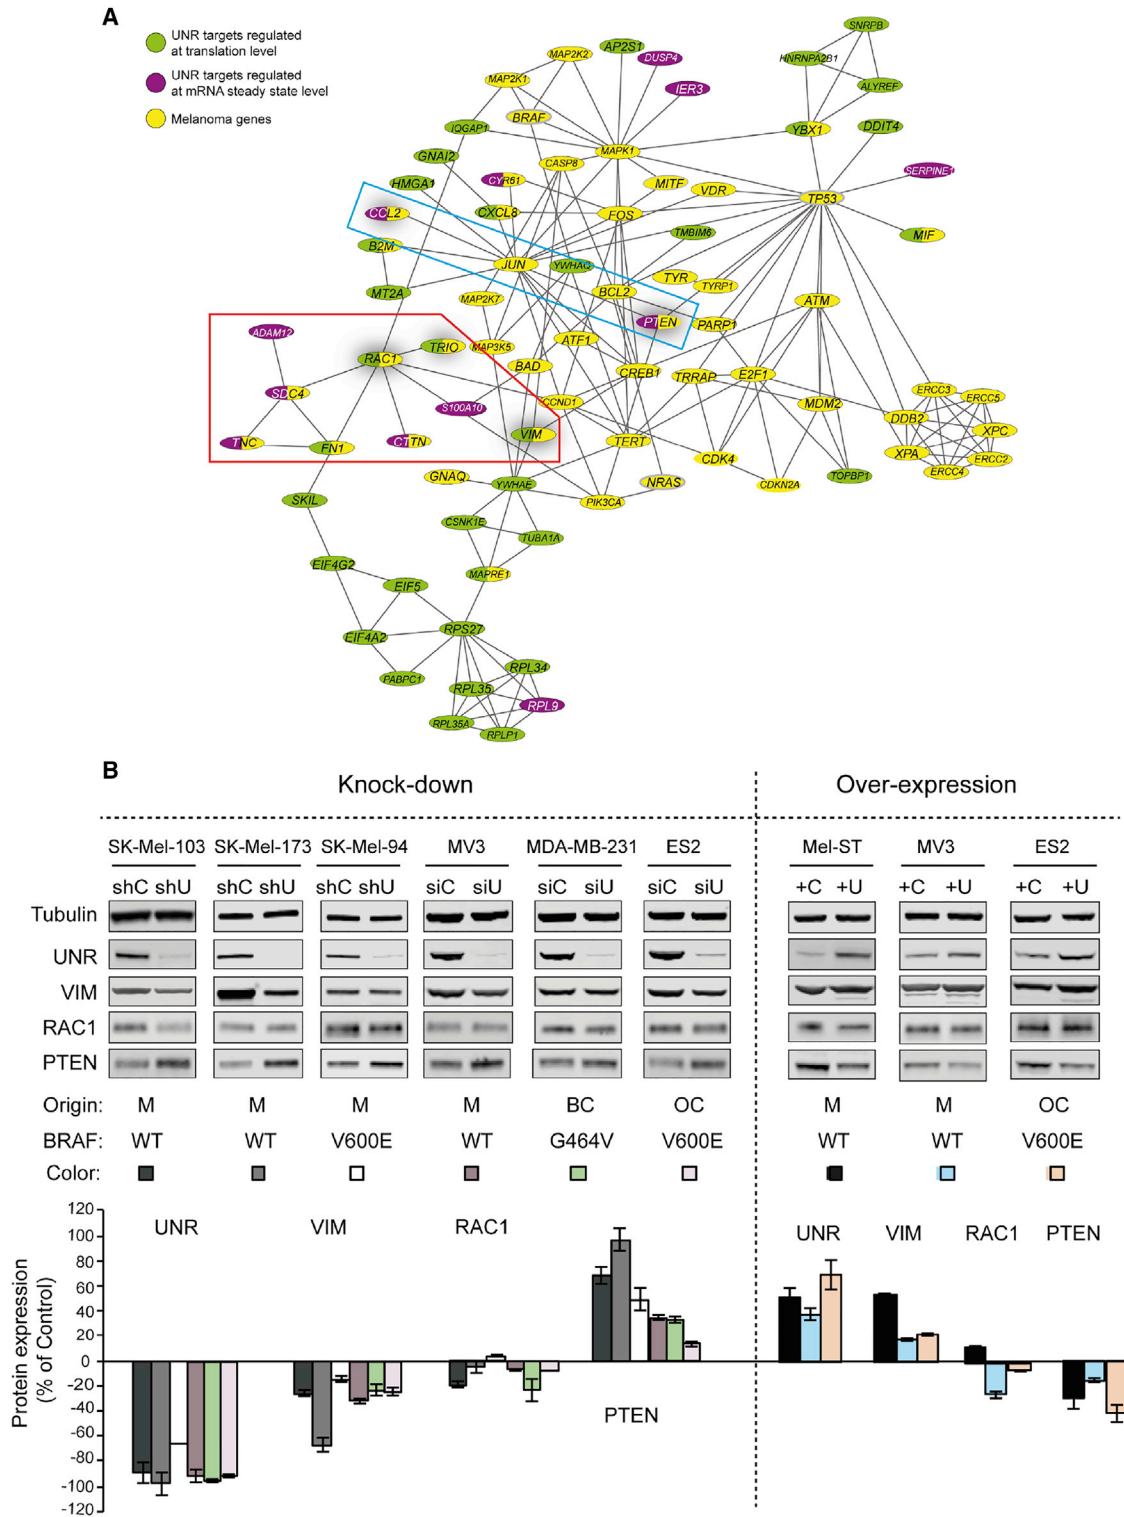 A
UNR targets regulated
at translation level
UNR targets regulated
at mRNA steady state level
Melanoma genes
SNRPB
AP2S1
MAP2K2
DUSP4
HNRNPA2B1
MAP2K1
IER3
ALYREF
BRAF
IQGAP1
YBX1
DDIT4
MAPK1
GNAI2
CASP8
SERPINE1
HMGA1
CYR61
MITF
VDR
TP53
CCL2
CXCL8
FOS
TMBIM6
MIF
B2M
JUN
YWHAQ
TYR
TYRP1
MT2A
BCL2
MAP2K7
ATM
PTEN
PARP1
ADAM12
TRIO
MAP3K5
ATF1
RAC1
BAD
CREB1
TRRAP
E2F1
SDC4
S100A10
CCND1
MDM2
ERCC3
ERCC5
DDB2
TNC
CTTN
FN1
VIM
TERT
XPC
XPA
CDK4
ERCC2
ERCC4
GNAQ
YWHAE
NRAS
CDKN2A
TOPBP1
SKIL
PIK3CA
CSNK1E
TUBA1A
EIF4G2
MAPRE1
EIF5
EIF4A2
RPS27
PABPC1
RPL34
RPL35
RPL9
RPL35A
RPLP1
B
Knock-down
Over-expression
SK-Mel-103 SK-Mel-173 SK-Mel-94 MV3 MDA-MB-231 ES2 Mel-ST MV3 ES2
shC shU shC shU shC shU siC siU siC siU siC siU +C +U +C +U +C +U
Tubulin
UNR
VIM
RAC1
PTEN
Origin: M M M M BC OC M M OC
BRAF: WT WT V600E WT G464V V600E WT WT V600E
Color:
Protein expression
(% of Control)
120
100
80
60
40
20
0
-20
-40
-60
-80
-100
-120
UNR VIM RAC1
PTEN
UNR VIM RAC1 PTEN